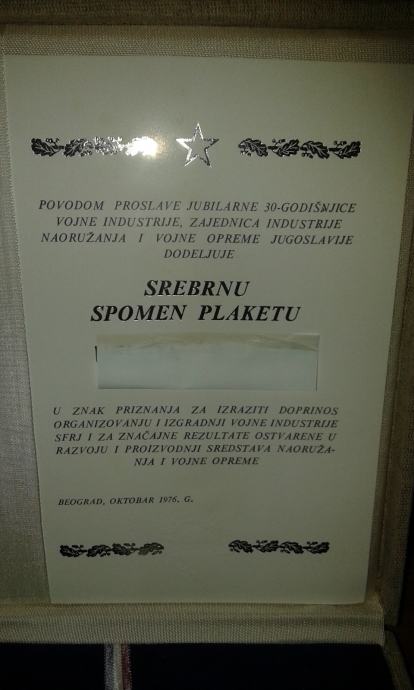 POVODOM PROSLAVE JUBILARNE 30-GODIŠNJICE
VOJNE INDUSTRIJE, ZAJEDNICA INDUSTRIJE
NAORUŽANJA I VOJNE OPREME JUGOSLAVIJE
DODELJUJE
SREBRNU
SPOMEN PLAKETU
U ZNAK PRIZNANJA ZA IZRAZITI DOPRINOS
ORGANIZOVANJU I IZGRADNJI VOJNE INDUSTRIJE
SFRJ I ZA ZNAČAJNE REZULTATE OSTVARENE U
RAZVOJU I PROIZVODNJI SREDSTAVA NAORUŽA-
NJA I VOJNE OPREME
BEOGRAD, OKTOBAR 1976. G.